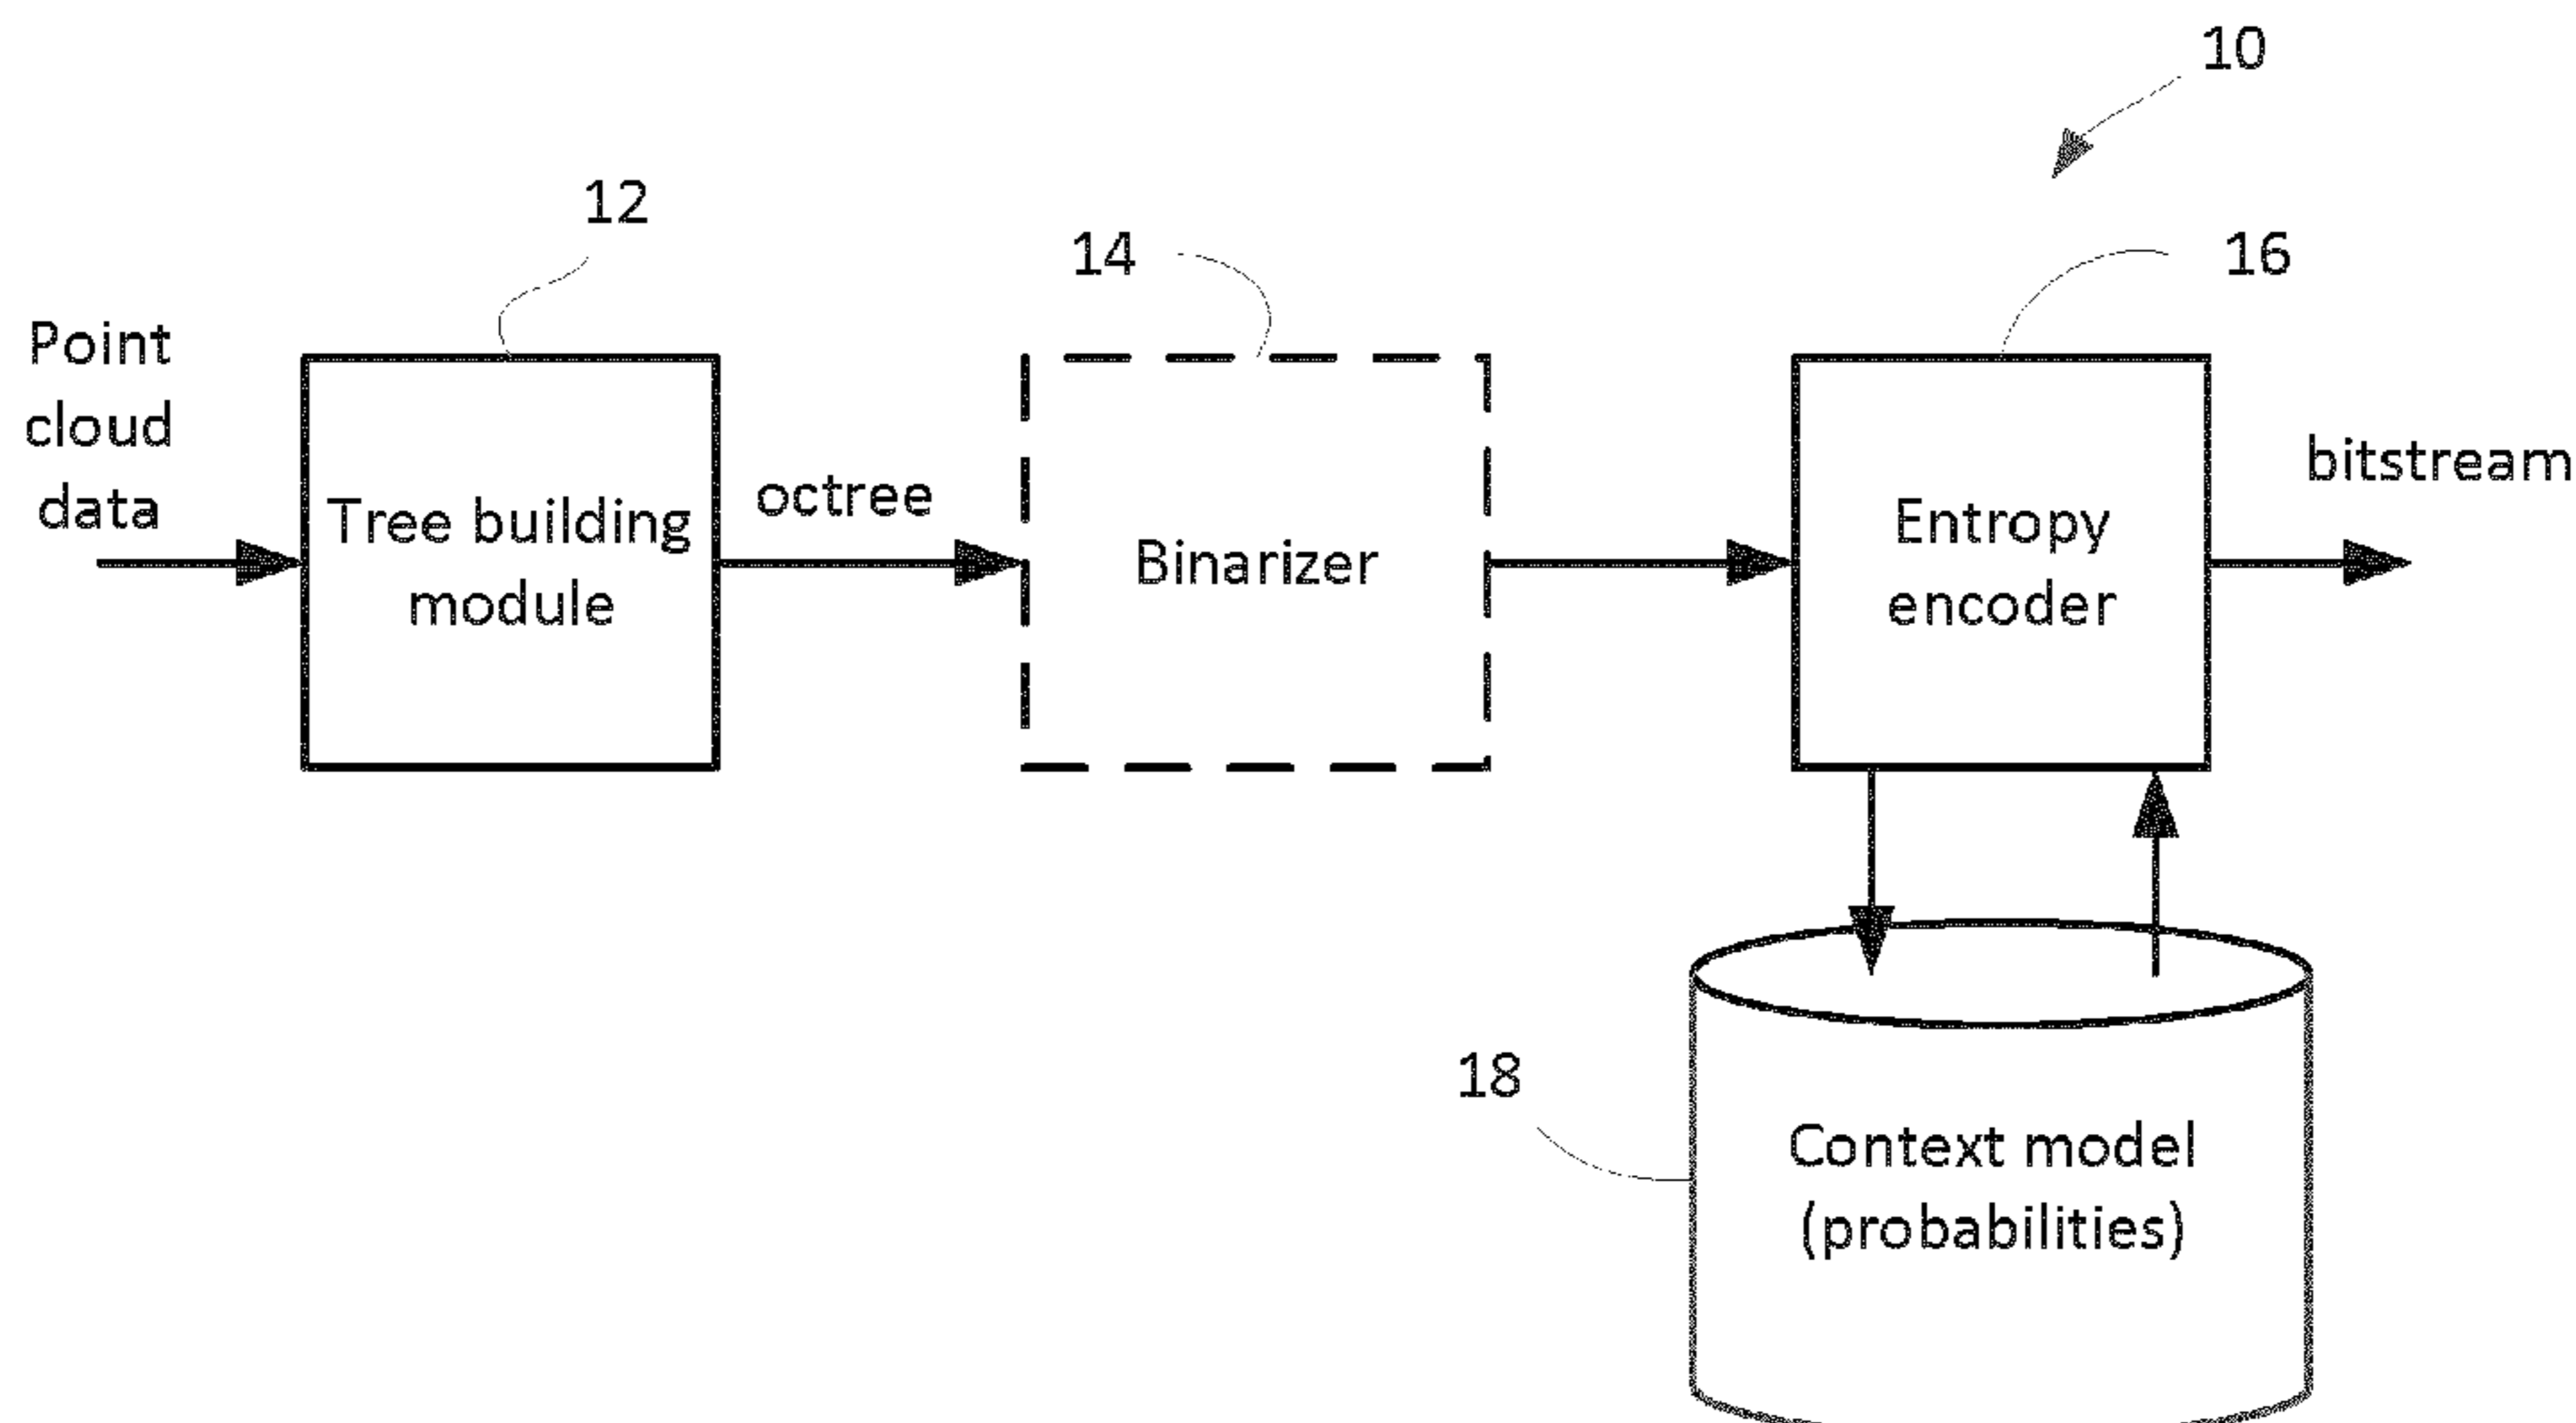 10
12
14
16
Point
cloud
data
Tree building
module
octree
Binarizer
Entropy
encoder
bitstream
18
Context model
(probabilities)